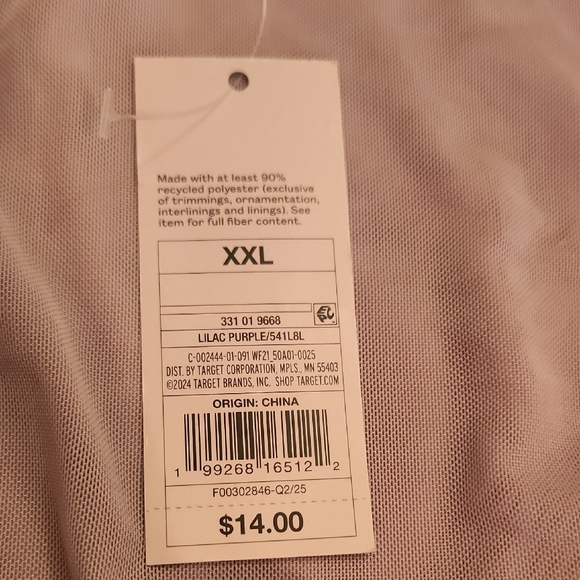 Made with at least 90%
recycled polyester (exclusive
of trimmings, ornamentation,
interlinings and linings). See
item for full fiber content.
XXL
331 01 9668
LILAC PURPLE/541L8L
C-002444-01-091 WF21_50A01-0025
DIST. BY TARGET CORPORATION, MPLS., MN 55403
©2024 TARGET BRANDS, INC. SHOP TARGET.COM
ORIGIN: CHINA
1 99268 16512 2
F00302846-Q2/25
$14.00